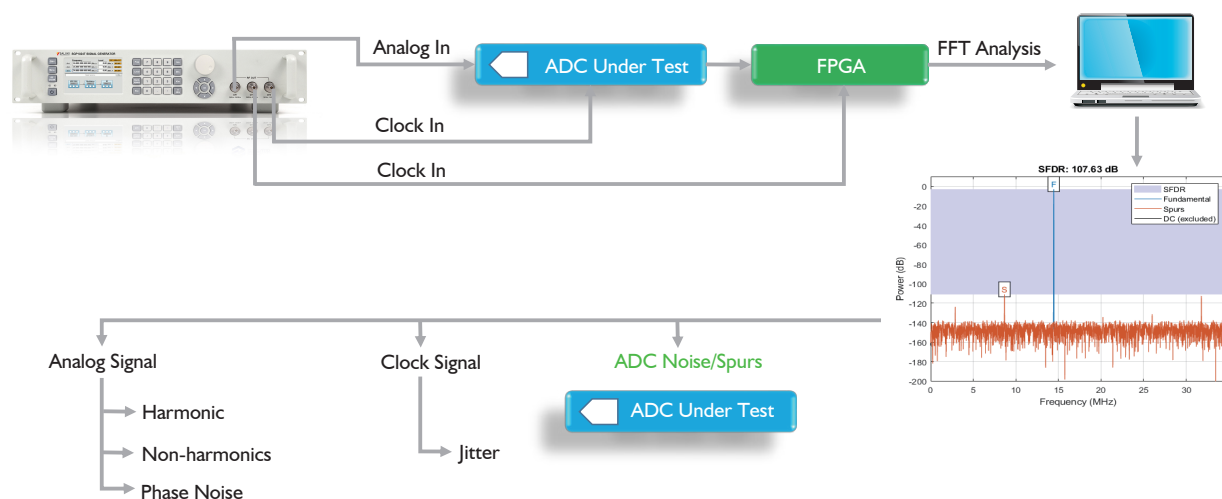 Analog In
ADC Under Test
FPGA
FFT Analysis
Clock In
Clock In
SFDR: 107.63 dB
F
SFDR
Fundamental
Spurs
DC (excluded)
S
Power (dB)
0
-20
-40
-60
-80
-100
-120
-140
-160
-180
-200
0
5
10
15
20
25
30
Frequency (MHz)
Analog Signal
Harmonic
Non-harmonics
Phase Noise
Clock Signal
Jitter
ADC Noise/Spurs
ADC Under Test